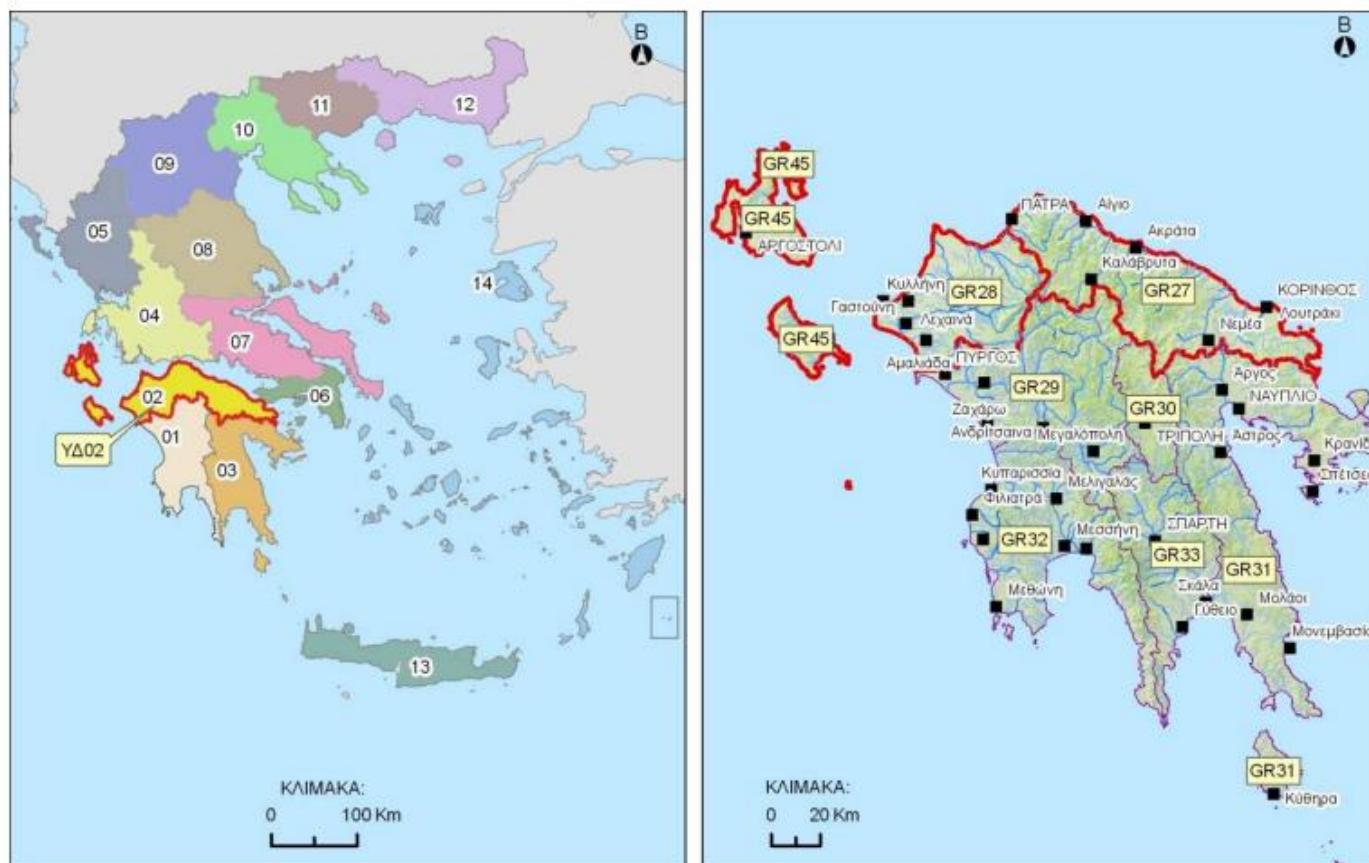 B
11
12
10
09
05
08
14
04
07
06
02
01
03
ΥΔ02
13
ΚΛΙΜΑΚΑ:
0 100 Km
B
GR45
GR45
ΑΡΓΟΣΤΟΛΙ
GR45
ΠΑΤΡΑ
Αίγιο
Ακράτα
Καλάβρυτα
GR28
GR27
Κυλλήνη
ΚΟΡΙΝΘΟΣ
Λουτράκι
Γαστούνη
Λεχαινά
Νεμέα
Αμαλιάδα
ΠΥΡΓΟΣ
GR29
Άργος
ΝΑΥΠΛΙΟ
GR30
Ζαχάρω
Ανδρίτσαινα
Μεγαλόπολη
ΤΡΙΠΟΛΗ
Άστρος
Κρανίδ
Σπέτσες
Κυπαρισσία
Μελιγαλάς
Φιλιατρά
Μεσσήνη
ΣΠΑΡΤΗ
GR32
GR33
GR31
Μεθώνη
Σκάλα
Γύθειο
Μολάοι
Μονεμβασί
GR31
Κύθηρα
ΚΛΙΜΑΚΑ:
0 20 Km